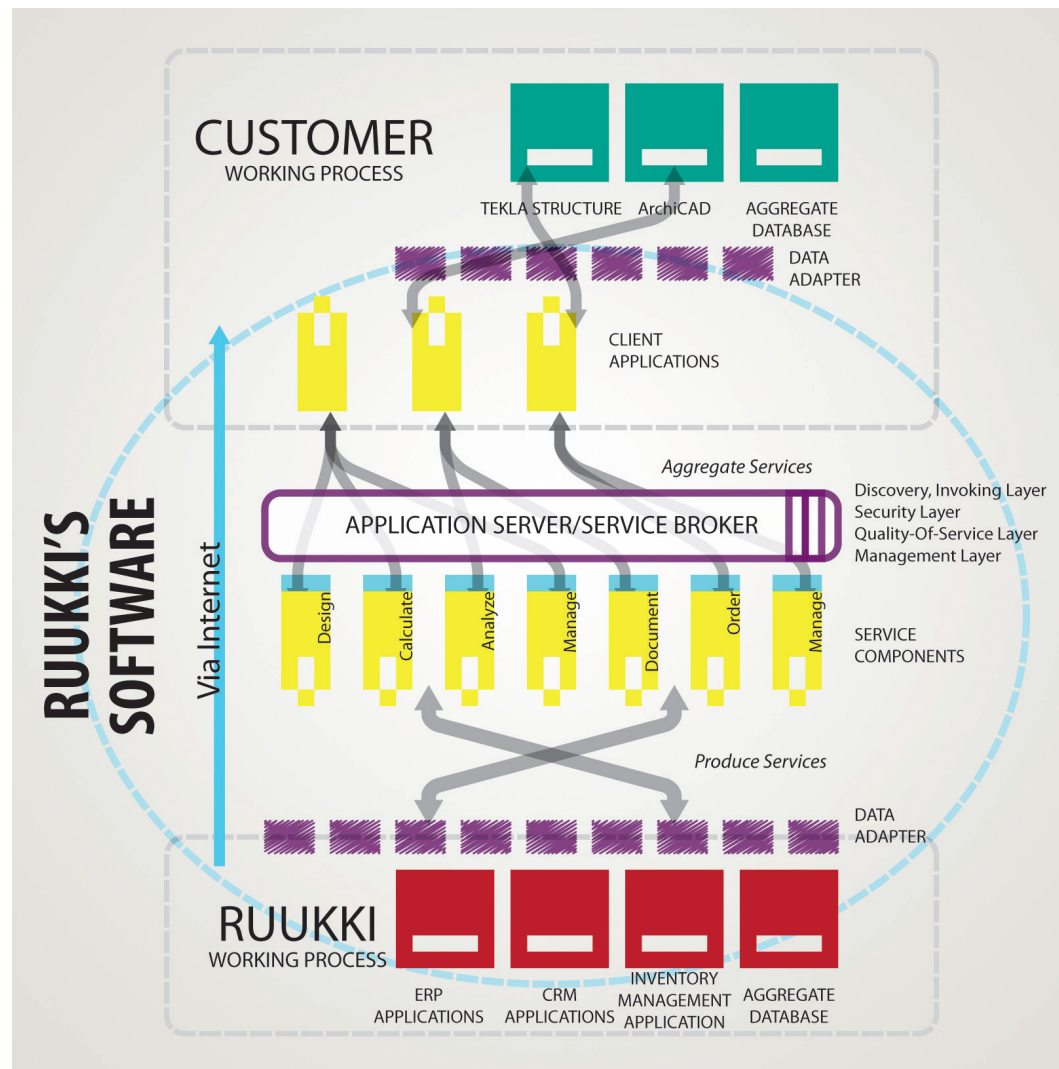 CUSTOMER
WORKING PROCESS
TEKLA STRUCTURE
ArchiCAD
AGGREGATE
DATABASE
DATA
ADAPTER
CLIENT
APPLICATIONS
RUUKKI'S
SOFTWARE
Via Internet
Aggregate Services
APPLICATION SERVER/SERVICE BROKER
Discovery, Invoking Layer
Security Layer
Quality-Of-Service Layer
Management Layer
Design
Calculate
Analyze
Manage
Document
Order
Manage
SERVICE
COMPONENTS
Produce Services
DATA
ADAPTER
RUUKKI
WORKING PROCESS
ERP
APPLICATIONS
CRM
APPLICATIONS
INVENTORY
MANAGEMENT
APPLICATION
AGGREGATE
DATABASE